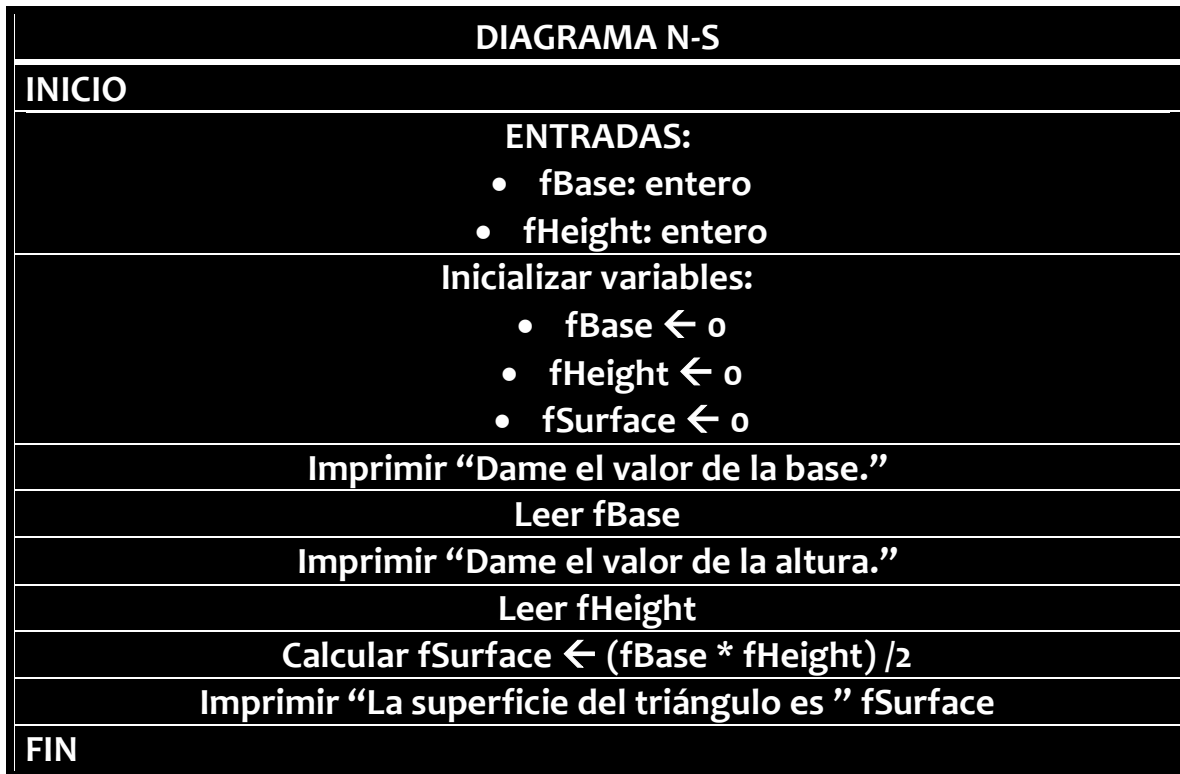 DIAGRAMA N-S
INICIO
ENTRADAS:
• fBase: entero
• fHeight: entero
Inicializar variables:
• fBase ← 0
• fHeight ← 0
• fSurface ← 0
Imprimir “Dame el valor de la base.”
Leer fBase
Imprimir “Dame el valor de la altura.”
Leer fHeight
Calcular fSurface ← (fBase * fHeight) /2
Imprimir “La superficie del triángulo es ” fSurface
FIN